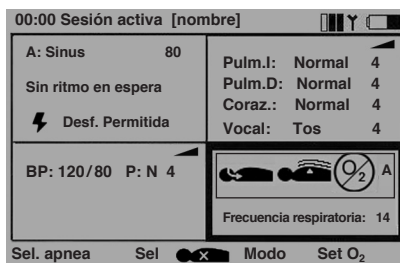 00:00 Sesión activa [nombre]
A: Sinus 80
Sin ritmo en espera
Desf. Permitida
Pulm.I: Normal 4
Pulm.D: Normal 4
Coraz.: Normal 4
Vocal: Tos 4
BP: 120/80 P: N 4
O2 A
Frecuencia respiratoria: 14
Sel. apnea Sel Modo Set O2